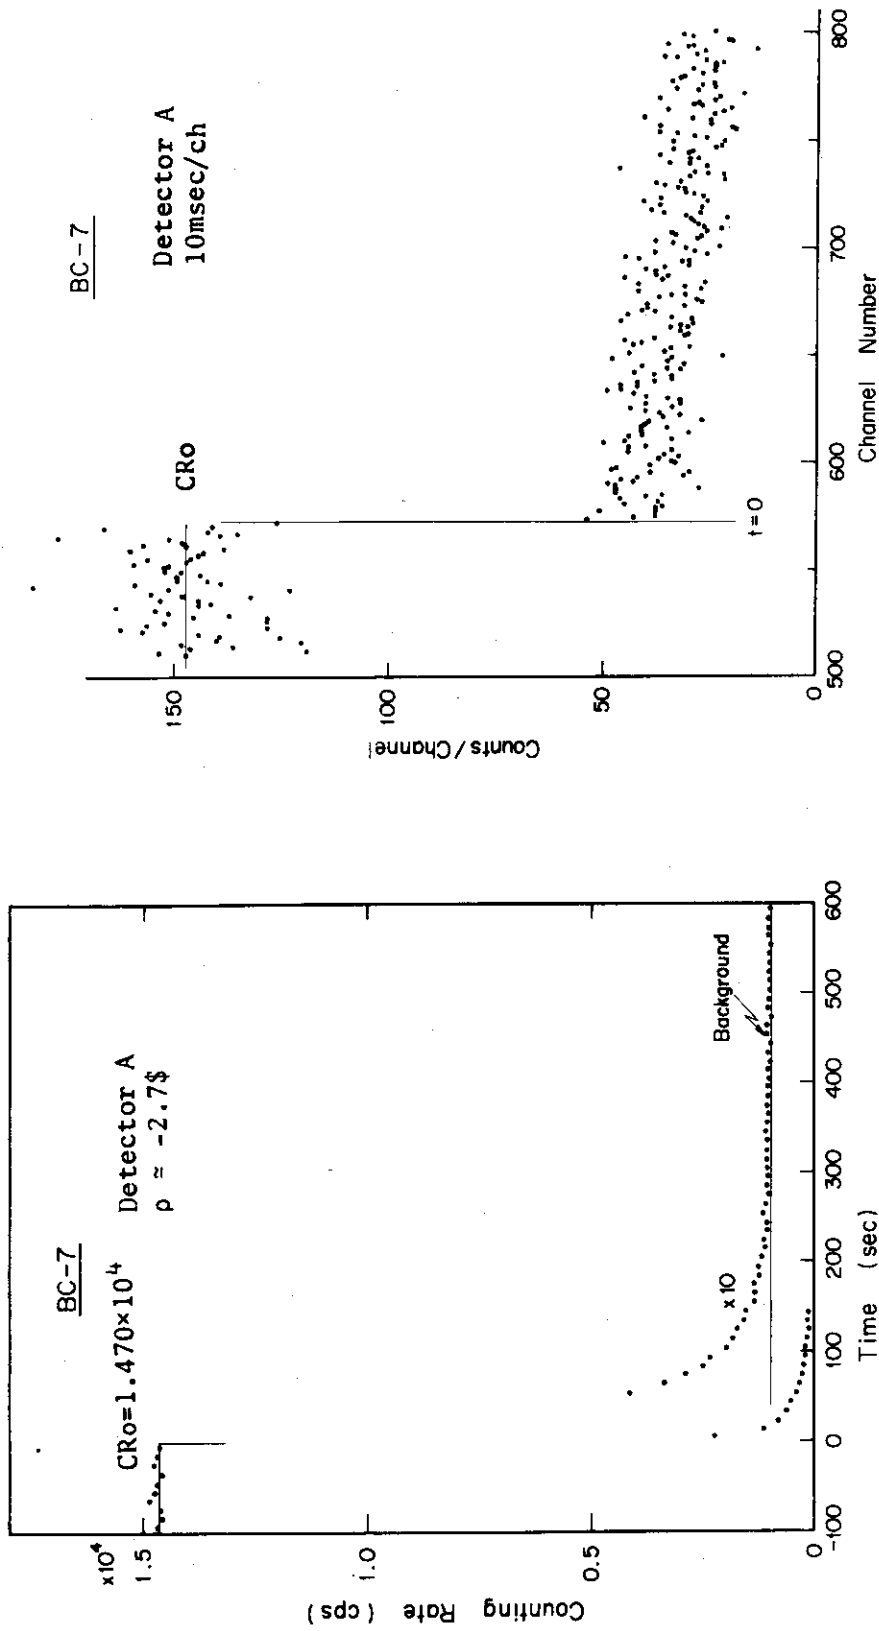 BC-7
CRo=1.470×10⁴ Detector A
ρ ≃ -2.7$
×10⁴
1.5
1.0
0.5
0
Counting Rate (cps)
×10
Background
-100 0 100 200 300 400 500 600
Time (sec)
BC-7
Detector A
10msec/ch
CRo
150
100
50
0
Counts/Channel
t=0
500 600 700 800
Channel Number